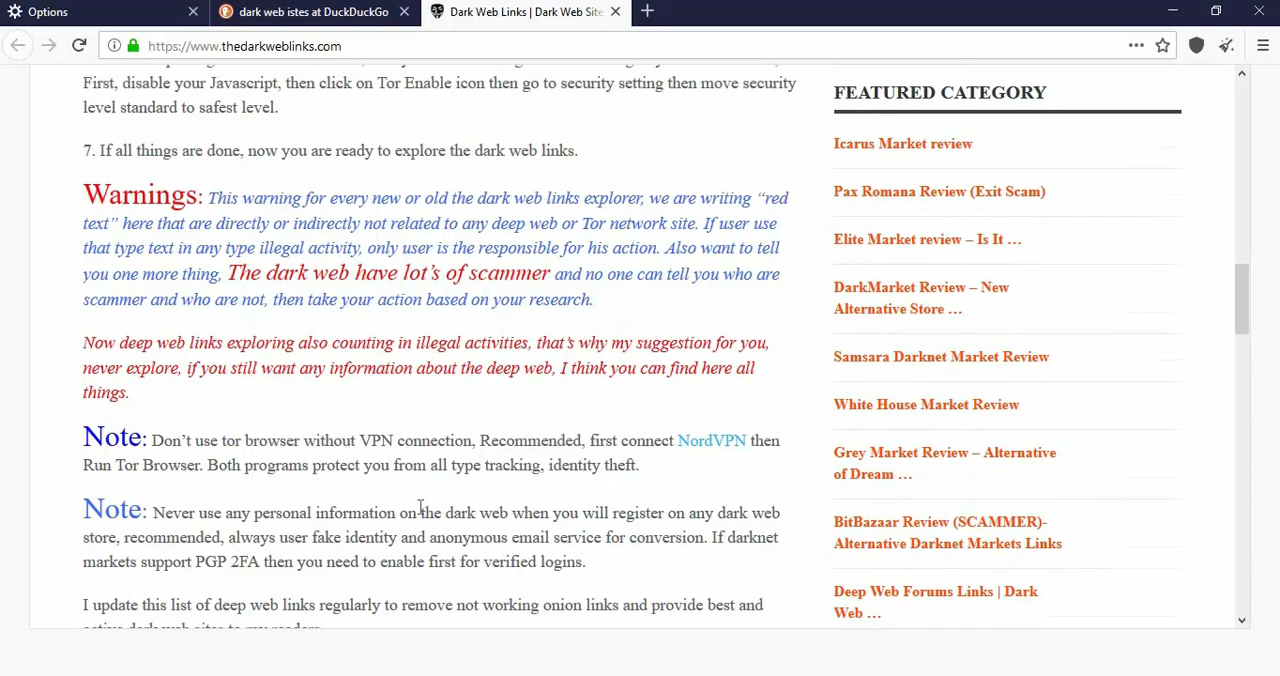 Options
dark web istes at DuckDuckGo
Dark Web Links | Dark Web Site
https://www.thedarkweblinks.com
First, disable your Javascript, then click on Tor Enable icon then go to security setting then move security
level standard to safest level.
7. If all things are done, now you are ready to explore the dark web links.
Warnings: This warning for every new or old the dark web links explorer, we are writing “red
text” here that are directly or indirectly not related to any deep web or Tor network site. If user use
that type text in any type illegal activity, only user is the responsible for his action. Also want to tell
you one more thing, The dark web have lot’s of scammer and no one can tell you who are
scammer and who are not, then take your action based on your research.
Now deep web links exploring also counting in illegal activities, that’s why my suggestion for you,
never explore, if you still want any information about the deep web, I think you can find here all
things.
Note: Don’t use tor browser without VPN connection, Recommended, first connect NordVPN then
Run Tor Browser. Both programs protect you from all type tracking, identity theft.
Note: Never use any personal information on the dark web when you will register on any dark web
store, recommended, always user fake identity and anonymous email service for conversion. If darknet
markets support PGP 2FA then you need to enable first for verified logins.
I update this list of deep web links regularly to remove not working onion links and provide best and
FEATURED CATEGORY
Icarus Market review
Pax Romana Review (Exit Scam)
Elite Market review – Is It …
DarkMarket Review – New
Alternative Store …
Samsara Darknet Market Review
White House Market Review
Grey Market Review – Alternative
of Dream …
BitBazaar Review (SCAMMER)-
Alternative Darknet Markets Links
Deep Web Forums Links | Dark
Web …